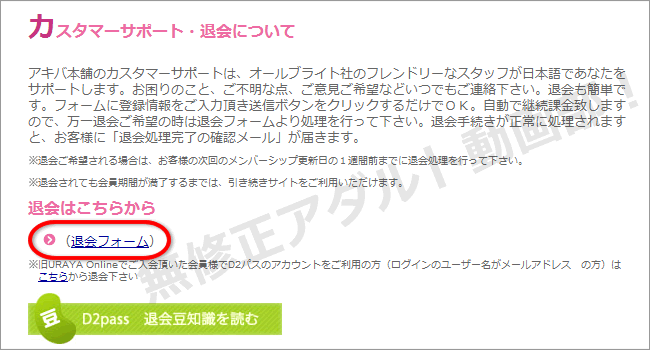 カスタマーサポート・退会について
アキバ本舗のカスタマーサポートは、オールブライト社のフレンドリーなスタッフが日本語であなたを
サポートします。お困りのこと、ご不明な点、ご意見ご希望などいつでもご連絡下さい。退会も簡単で
す。フォームに登録情報をご入力頂き送信ボタンをクリックするだけでＯＫ。自動で継続課金致します
ので、万一退会ご希望の時は退会フォームより処理を行って下さい。退会手続きが正常に処理されます
と、お客様に「退会処理完了の確認メール」が届きます。
※退会ご希望される場合は、お客様の次回のメンバーシップ更新日の１週間前までに退会処理を行って下さい。
※退会されても会員期間が満了するまでは、引き続きサイトをご利用いただけます。
退会はこちらから
（退会フォーム）
※旧URAYA Onlineでご入会頂いた会員様でD2パスのアカウントをご利用の方（ログインのユーザー名がメールアドレス　の方）は
こちらから退会下さい
豆 D2pass 退会豆知識を読む
無修正アダルト動画部！